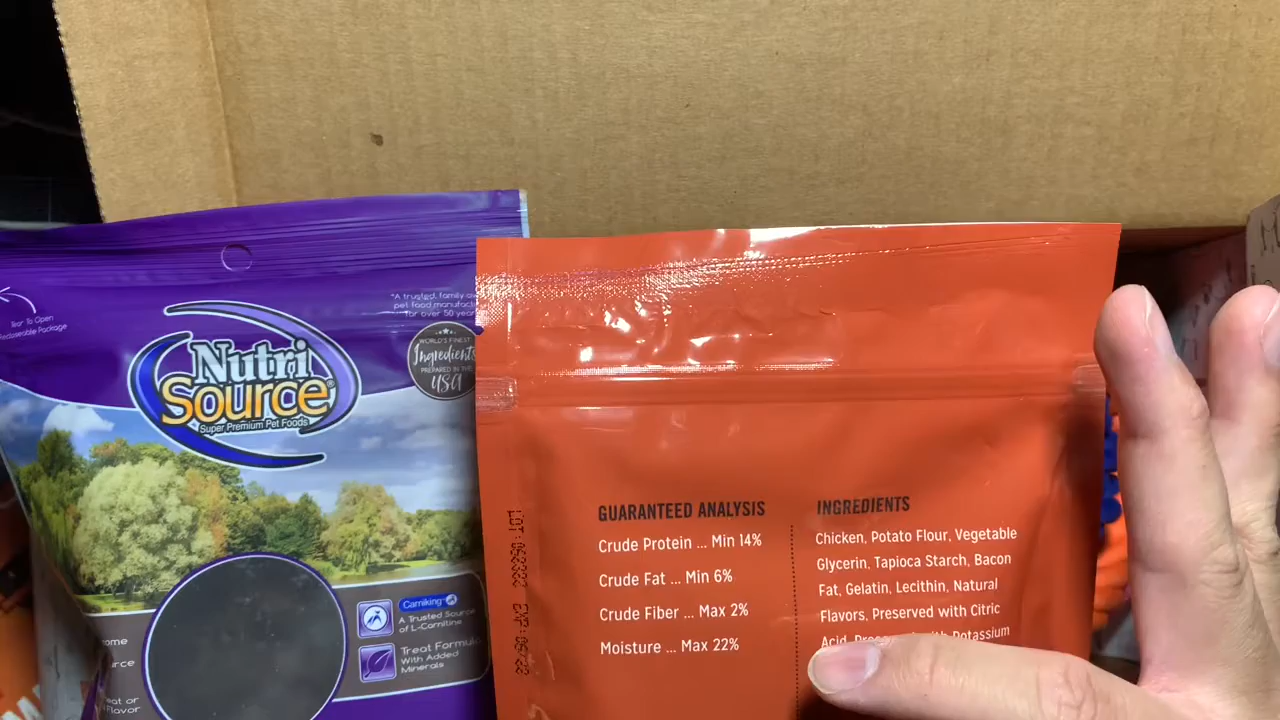 Tear To Open
Nutri
Source®
Super Premium Pet Foods
"A trusted, family
pet food
for over 50
WORLD'S FINEST
Ingredients
PREPARED IN THE
USA
Carniking
A Trusted Source
of L-Carnitine
Treat Formula
With Added
Minerals
GUARANTEED ANALYSIS
Crude Protein ... Min 14%
Crude Fat ... Min 6%
Crude Fiber ... Max 2%
Moisture ... Max 22%
INGREDIENTS
Chicken, Potato Flour, Vegetable
Glycerin, Tapioca Starch, Bacon
Fat, Gelatin, Lecithin, Natural
Flavors, Preserved with Citric
Acid, Potassium